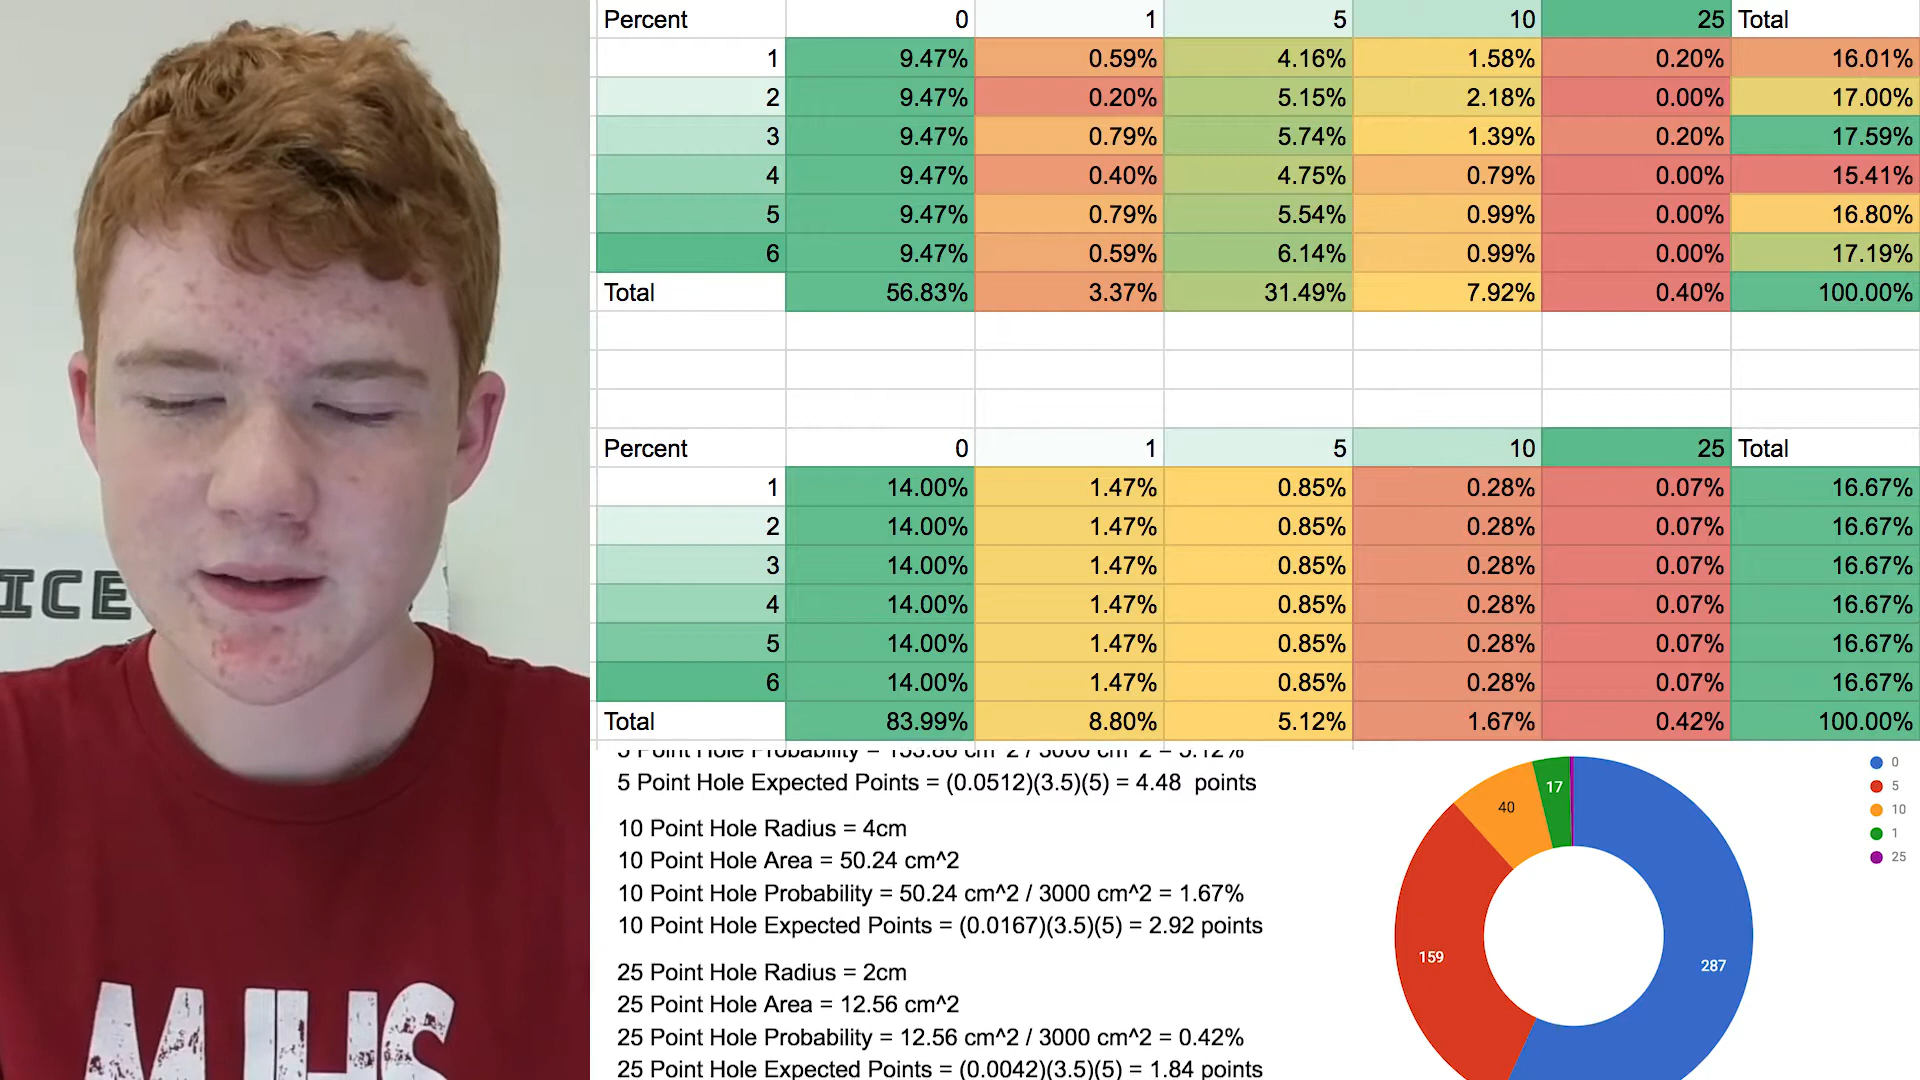 ICE
MHS
Percent 0 1 5 10 25 Total
1 9.47% 0.59% 4.16% 1.58% 0.20% 16.01%
2 9.47% 0.20% 5.15% 2.18% 0.00% 17.00%
3 9.47% 0.79% 5.74% 1.39% 0.20% 17.59%
4 9.47% 0.40% 4.75% 0.79% 0.00% 15.41%
5 9.47% 0.79% 5.54% 0.99% 0.00% 16.80%
6 9.47% 0.59% 6.14% 0.99% 0.00% 17.19%
Total 56.83% 3.37% 31.49% 7.92% 0.40% 100.00%
Percent 0 1 5 10 25 Total
1 14.00% 1.47% 0.85% 0.28% 0.07% 16.67%
2 14.00% 1.47% 0.85% 0.28% 0.07% 16.67%
3 14.00% 1.47% 0.85% 0.28% 0.07% 16.67%
4 14.00% 1.47% 0.85% 0.28% 0.07% 16.67%
5 14.00% 1.47% 0.85% 0.28% 0.07% 16.67%
6 14.00% 1.47% 0.85% 0.28% 0.07% 16.67%
Total 83.99% 8.80% 5.12% 1.67% 0.42% 100.00%
5 Point Hole Probability = 153.86 cm^2 / 3000 cm^2 = 5.12%
5 Point Hole Expected Points = (0.0512)(3.5)(5) = 4.48 points
10 Point Hole Radius = 4cm
10 Point Hole Area = 50.24 cm^2
10 Point Hole Probability = 50.24 cm^2 / 3000 cm^2 = 1.67%
10 Point Hole Expected Points = (0.0167)(3.5)(5) = 2.92 points
25 Point Hole Radius = 2cm
25 Point Hole Area = 12.56 cm^2
25 Point Hole Probability = 12.56 cm^2 / 3000 cm^2 = 0.42%
25 Point Hole Expected Points = (0.0042)(3.5)(5) = 1.84 points
17
40
159
287
0
5
10
1
25